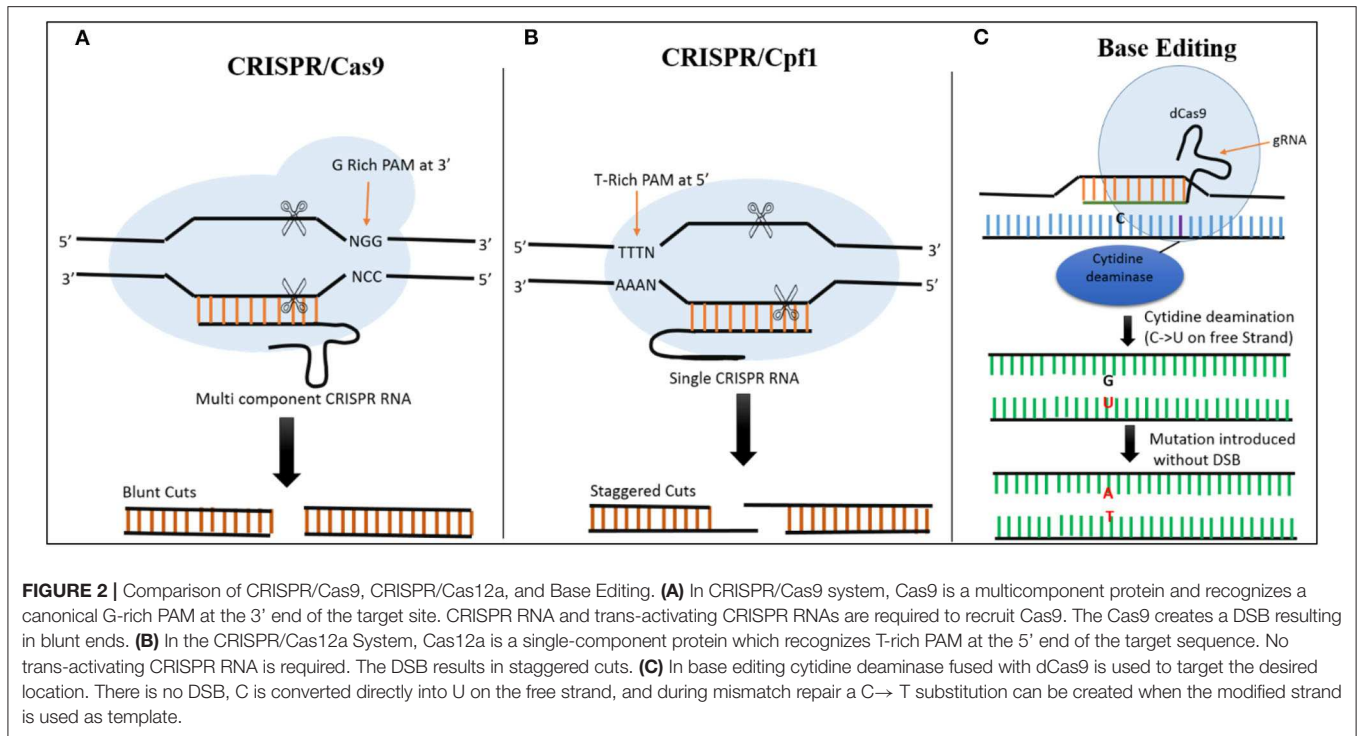 A
CRISPR/Cas9
G Rich PAM at 3’
5’
NGG
3’
3’
NCC
5’
Multi component CRISPR RNA
Blunt Cuts
B
CRISPR/Cpf1
T-Rich PAM at 5’
5’
TTTN
3’
3’
AAAN
5’
Single CRISPR RNA
Staggered Cuts
C
Base Editing
dCas9
gRNA
C
Cytidine
deaminase
Cytidine deamination
(C->U on free Strand)
G
U
Mutation introduced
without DSB
A
T
FIGURE 2 | Comparison of CRISPR/Cas9, CRISPR/Cas12a, and Base Editing. (A) In CRISPR/Cas9 system, Cas9 is a multicomponent protein and recognizes a
canonical G-rich PAM at the 3’ end of the target site. CRISPR RNA and trans-activating CRISPR RNAs are required to recruit Cas9. The Cas9 creates a DSB resulting
in blunt ends. (B) In the CRISPR/Cas12a System, Cas12a is a single-component protein which recognizes T-rich PAM at the 5’ end of the target sequence. No
trans-activating CRISPR RNA is required. The DSB results in staggered cuts. (C) In base editing cytidine deaminase fused with dCas9 is used to target the desired
location. There is no DSB, C is converted directly into U on the free strand, and during mismatch repair a C→ T substitution can be created when the modified strand
is used as template.